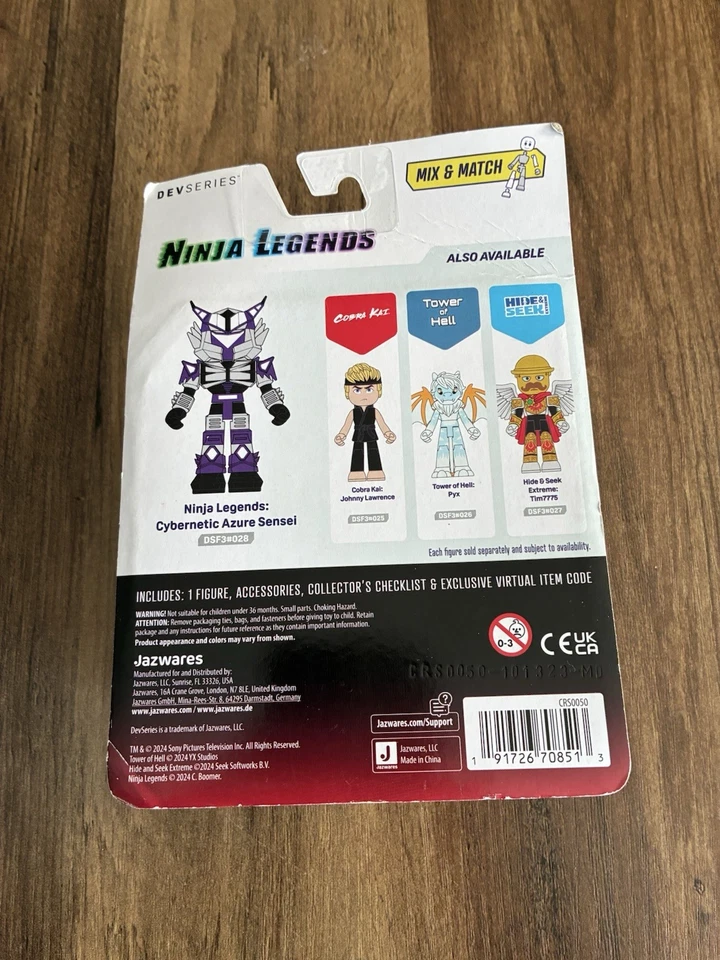 DEVSERIES
MIX & MATCH
NINJA LEGENDS
ALSO AVAILABLE
COBRA KAI
Tower
of
Hell
HIDE &
SEEK
Ninja Legends:
Cybernetic Azure Sensei
DSF3#028
Cobra Kai:
Johnny Lawrence
DSF3#025
Tower of Hell:
Pyx
DSF3#026
Hide & Seek
Extreme:
Tim7775
DSF3#027
Each figure sold separately and subject to availability.
INCLUDES: 1 FIGURE, ACCESSORIES, COLLECTOR'S CHECKLIST & EXCLUSIVE VIRTUAL ITEM CODE
WARNING! Not suitable for children under 36 months. Small parts. Choking Hazard.
ATTENTION: Remove packaging ties, bags, and fasteners before giving toy to child. Retain
package and any instructions for future reference as they contain important information.
Product appearance and colors may vary from shown.
0-3
CE
UK
CA
CRS0050 101323 MU
Jazwares
Manufactured for and Distributed by:
Jazwares, LLC, Sunrise, FL 33326, USA
Jazwares, 16A Crane Grove, London, N7 8LE, United Kingdom
Jazwares GmbH, Mina-Rees-Str. 8, 64295 Darmstadt, Germany
www.jazwares.com / www.jazwares.de
DevSeries is a trademark of Jazwares, LLC.
TM & © 2024 Sony Pictures Television Inc. All Rights Reserved.
Tower of Hell © 2024 YX Studios
Hide and Seek Extreme ©2024 Seek Softworks B.V.
Ninja Legends © 2024 C. Boomer.
?
Jazwares.com/Support
J
Jazwares
Jazwares, LLC
Made in China
CRS0050
1 91726 70851 3